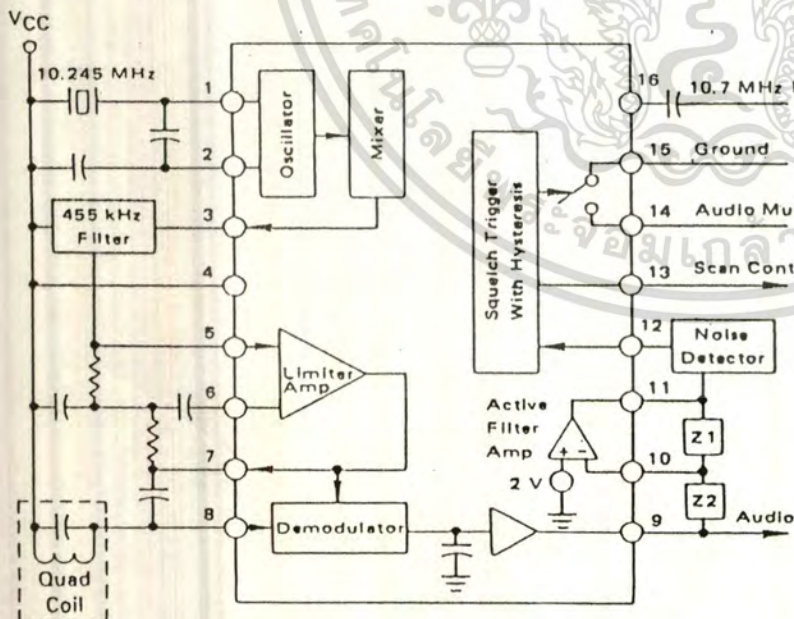 VCC
10.245 MHz
1
2
Oscillator
Mixer
455 kHz
Filter
3
4
5
6
Limiter
Amp
7
8
Quad
Coil
Demodulator
Squelch Trigger
With Hysteresis
16
10.7 MHz
15
Ground
14
Audio Mu
13
Scan Cont
12
Noise
Detector
11
Active
Filter
Amp
+ -
2 V
10
Z1
Z2
9
Audio